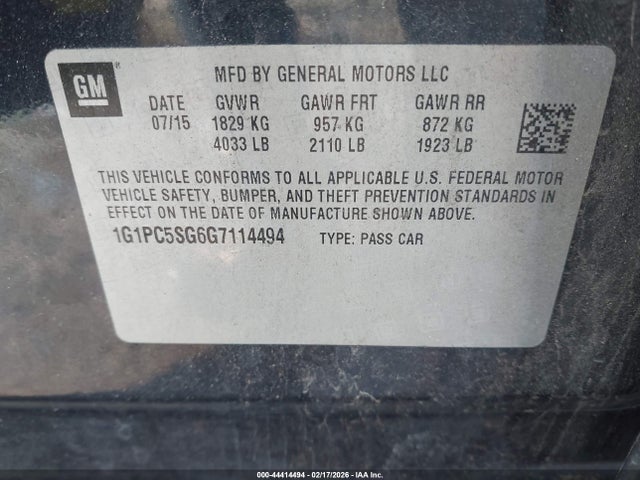 GM
MFD BY GENERAL MOTORS LLC
DATE GVWR GAWR FRT GAWR RR
07/15 1829 KG 957 KG 872 KG
4033 LB 2110 LB 1923 LB
THIS VEHICLE CONFORMS TO ALL APPLICABLE U.S. FEDERAL MOTOR
VEHICLE SAFETY, BUMPER, AND THEFT PREVENTION STANDARDS IN
EFFECT ON THE DATE OF MANUFACTURE SHOWN ABOVE.
1G1PC5SG6G7114494 TYPE: PASS CAR
000-44414494 - 02/17/2026 - IAA Inc.